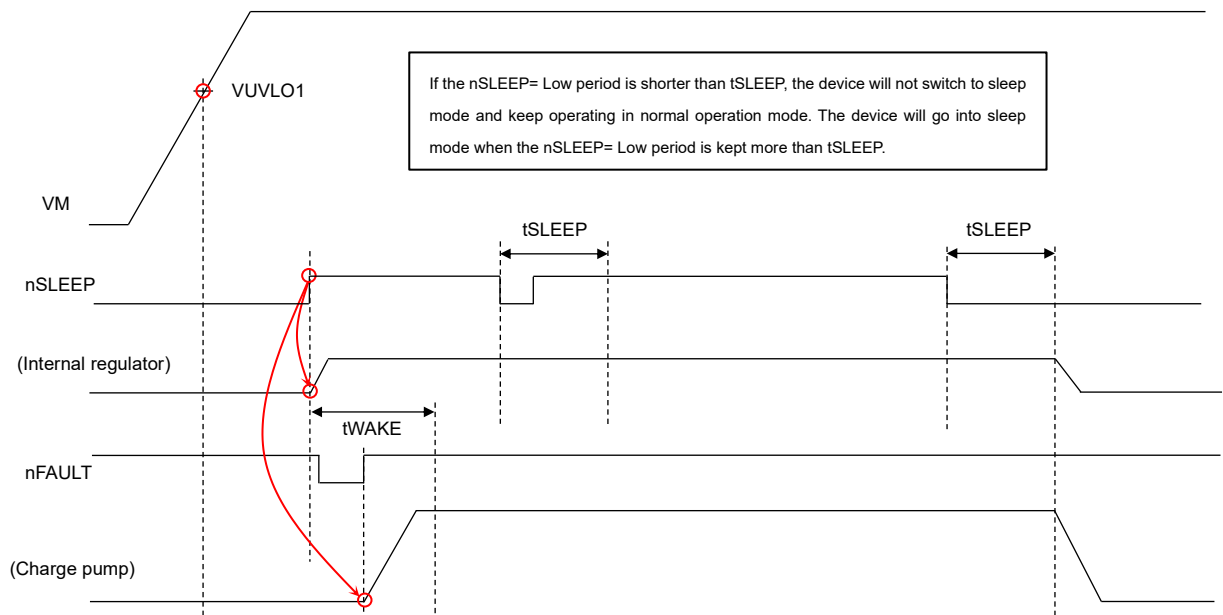 VUVLO1
If the nSLEEP= Low period is shorter than tSLEEP, the device will not switch to sleep
mode and keep operating in normal operation mode. The device will go into sleep
mode when the nSLEEP= Low period is kept more than tSLEEP.
VM
tSLEEP
tSLEEP
nSLEEP
(Internal regulator)
tWAKE
nFAULT
(Charge pump)